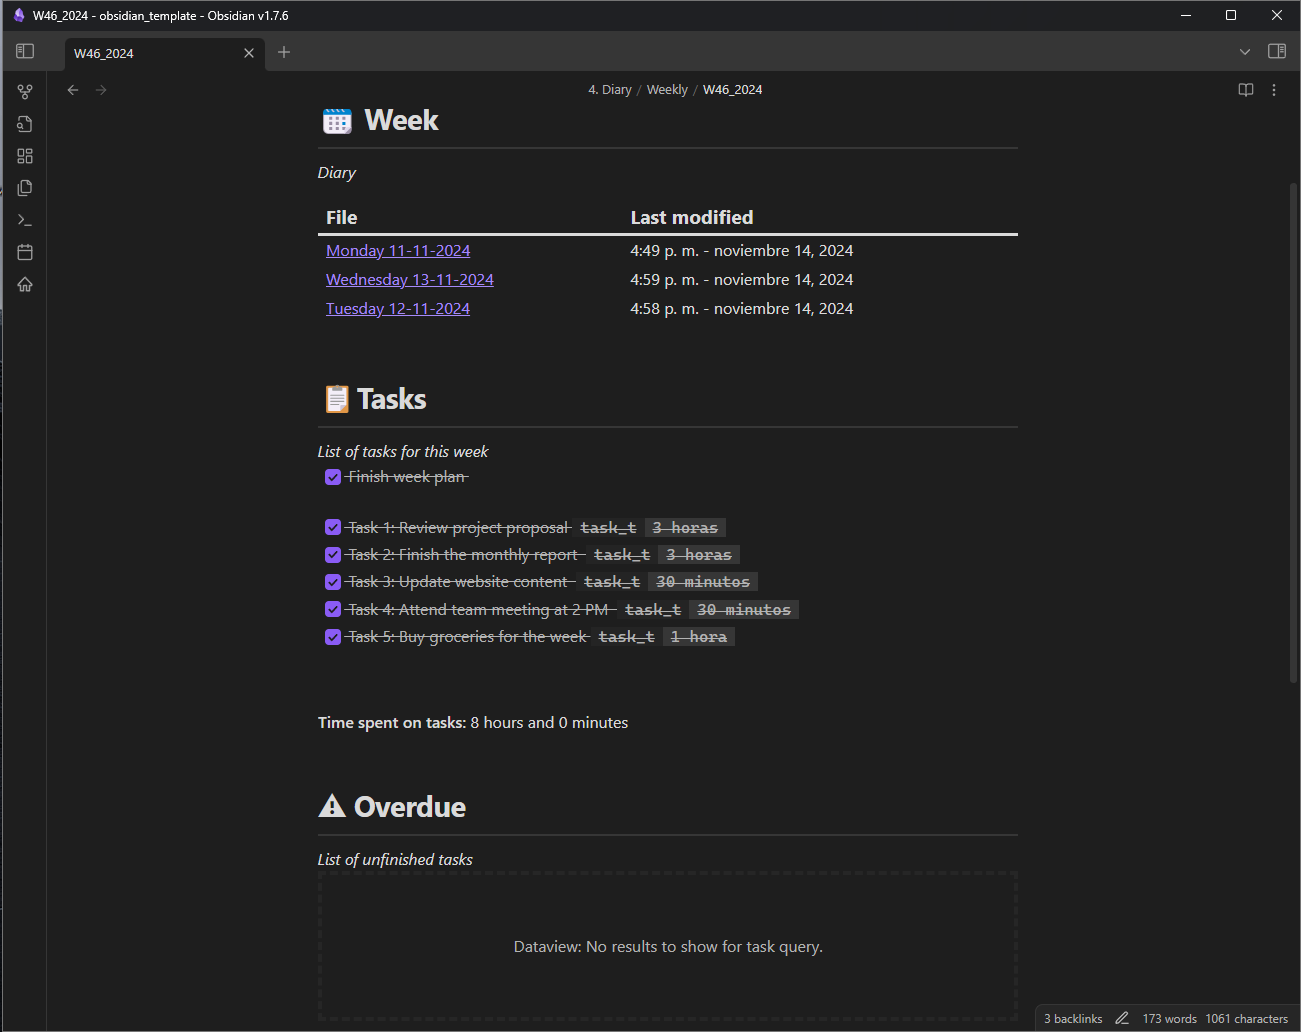 W46_2024 - obsidian_template - Obsidian v1.7.6
W46_2024
4. Diary / Weekly / W46_2024
Week
Diary
File Last modified
Monday 11-11-2024 4:49 p. m. - noviembre 14, 2024
Wednesday 13-11-2024 4:59 p. m. - noviembre 14, 2024
Tuesday 12-11-2024 4:58 p. m. - noviembre 14, 2024
Tasks
List of tasks for this week
Finish week plan
Task 1: Review project proposal task_t 3 horas
Task 2: Finish the monthly report task_t 3 horas
Task 3: Update website content task_t 30 minutos
Task 4: Attend team meeting at 2 PM task_t 30 minutos
Task 5: Buy groceries for the week task_t 1 hora
Time spent on tasks: 8 hours and 0 minutes
Overdue
List of unfinished tasks
Dataview: No results to show for task query.
3 backlinks 173 words 1061 characters